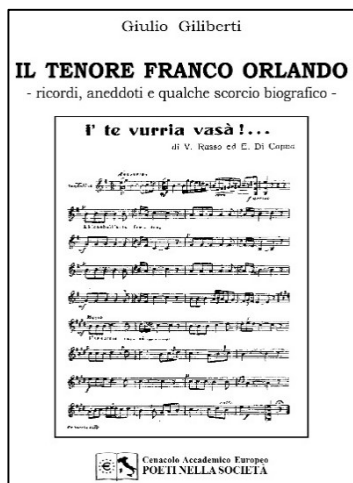 Giulio Giliberti
IL TENORE FRANCO ORLANDO
- ricordi, aneddoti e qualche scorcio biografico -
I' te vurria vasà!...
di V. Russo ed E. Di Capua
Cenacolo Accademico Europeo
POETI NELLA SOCIETÀ